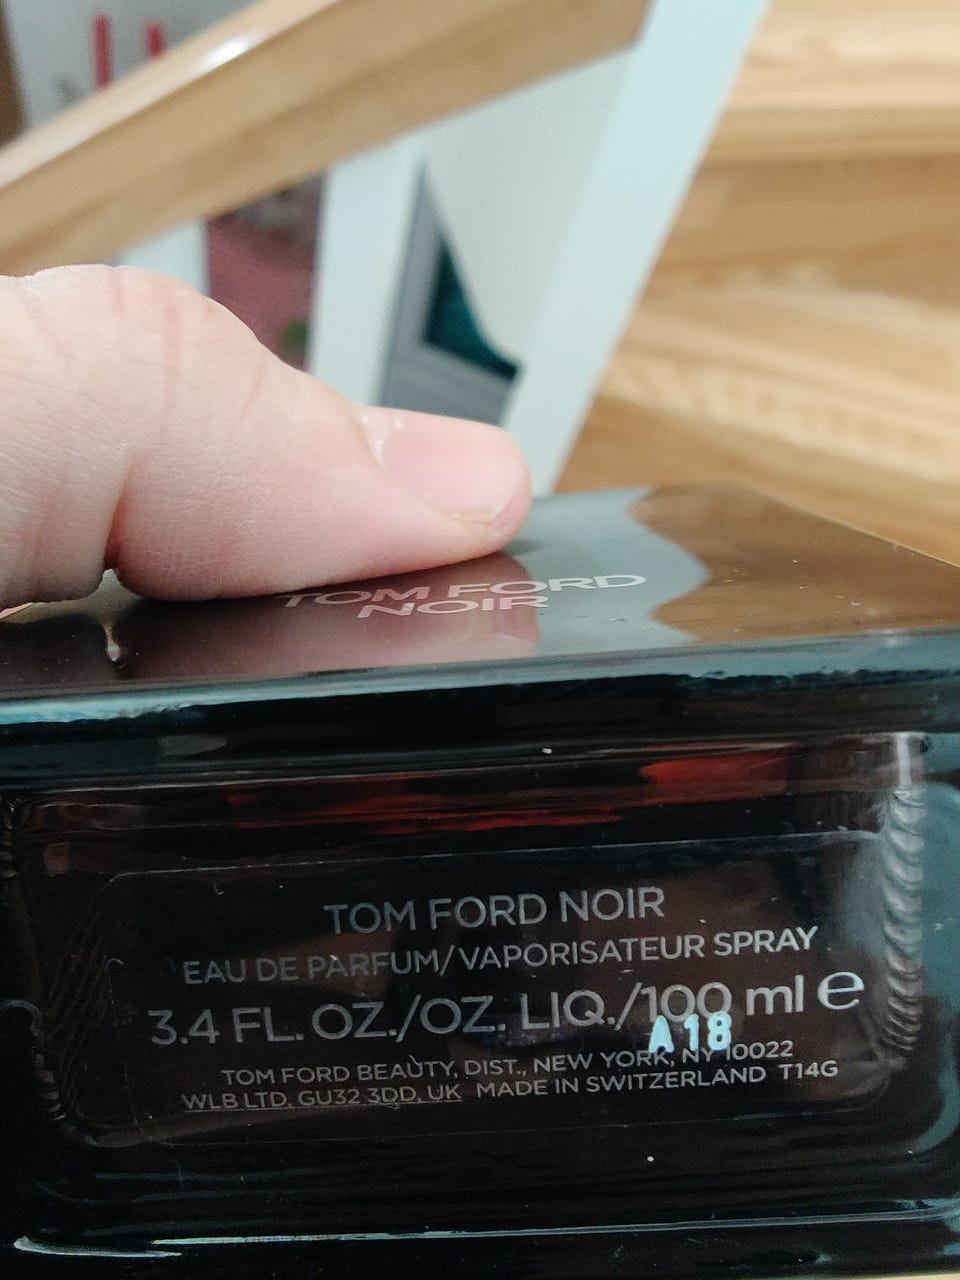 TOM FORD
NOIR
TOM FORD NOIR
EAU DE PARFUM/VAPORISATEUR SPRAY
3.4 FL. OZ./OZ. LIQ./100 ml ℮
A18
TOM FORD BEAUTY, DIST., NEW YORK, NY 10022
WLB LTD. GU32 3DD, UK MADE IN SWITZERLAND T14G